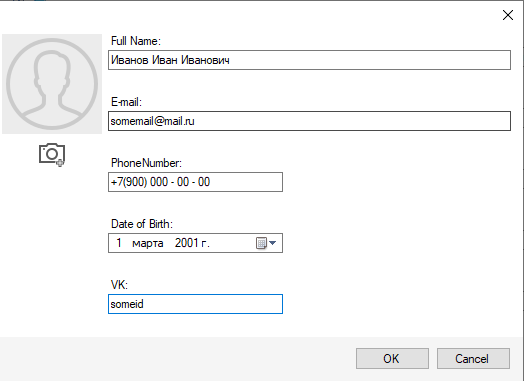 Full Name:
Иванов Иван Иванович
E-mail:
somemail@mail.ru
PhoneNumber:
+7(900) 000 - 00 - 00
Date of Birth:
1 марта 2001 г.
VK:
someid
OK Cancel